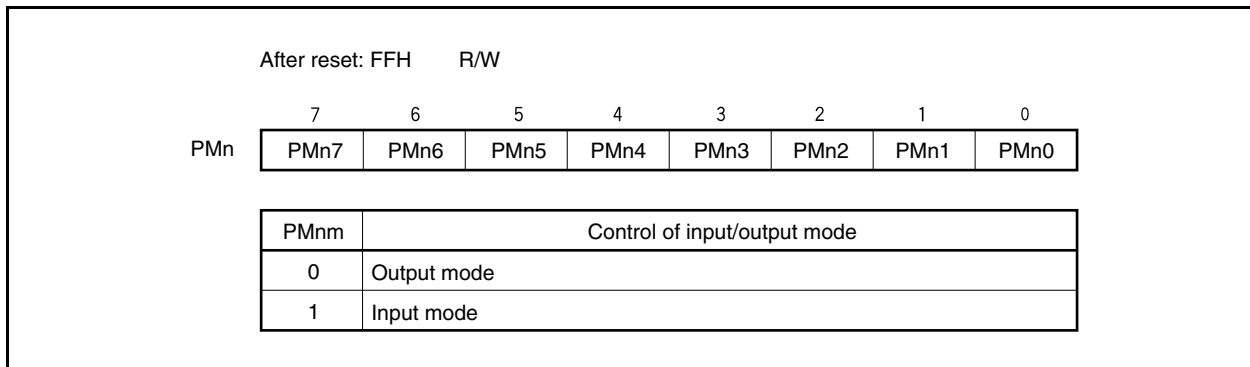 After reset: FFH R/W
7 6 5 4 3 2 1 0
PMn PMn7 PMn6 PMn5 PMn4 PMn3 PMn2 PMn1 PMn0
PMnm Control of input/output mode
0 Output mode
1 Input mode